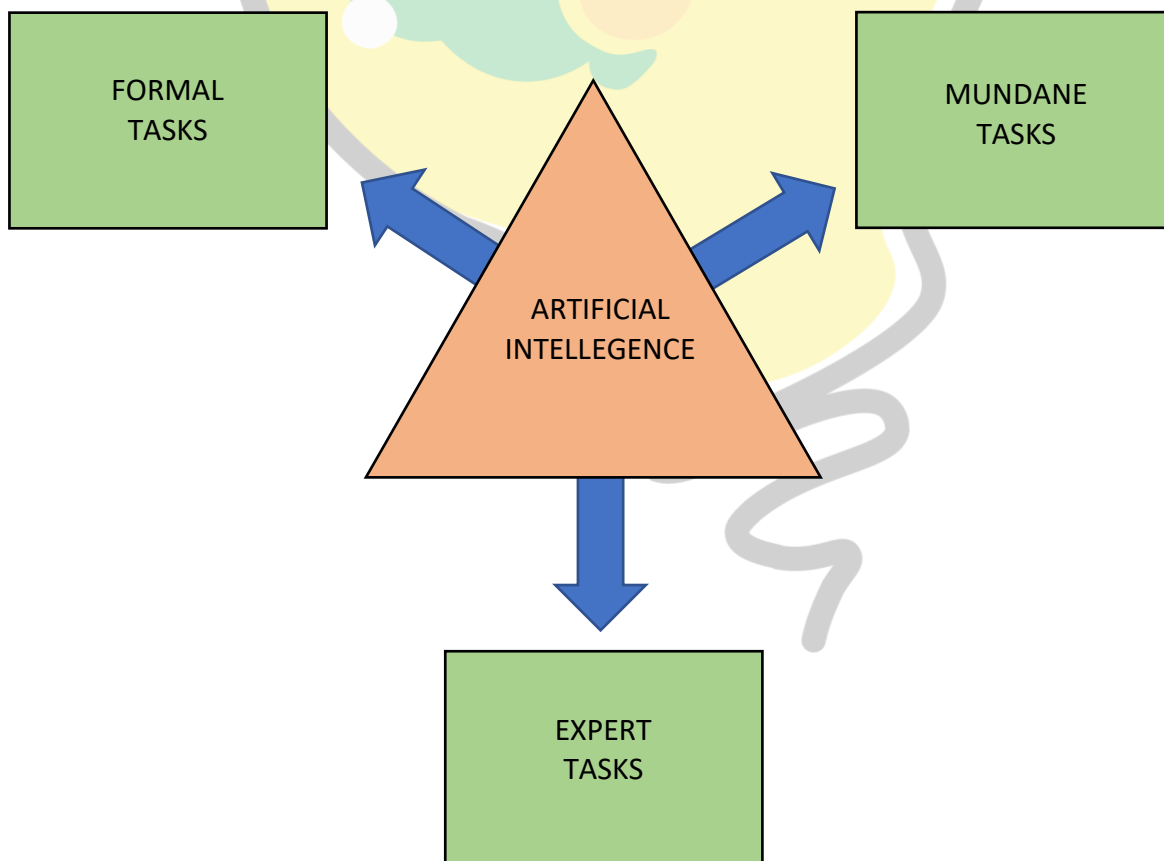 FORMAL
TASKS
MUNDANE
TASKS
ARTIFICIAL
INTELLEGENCE
EXPERT
TASKS